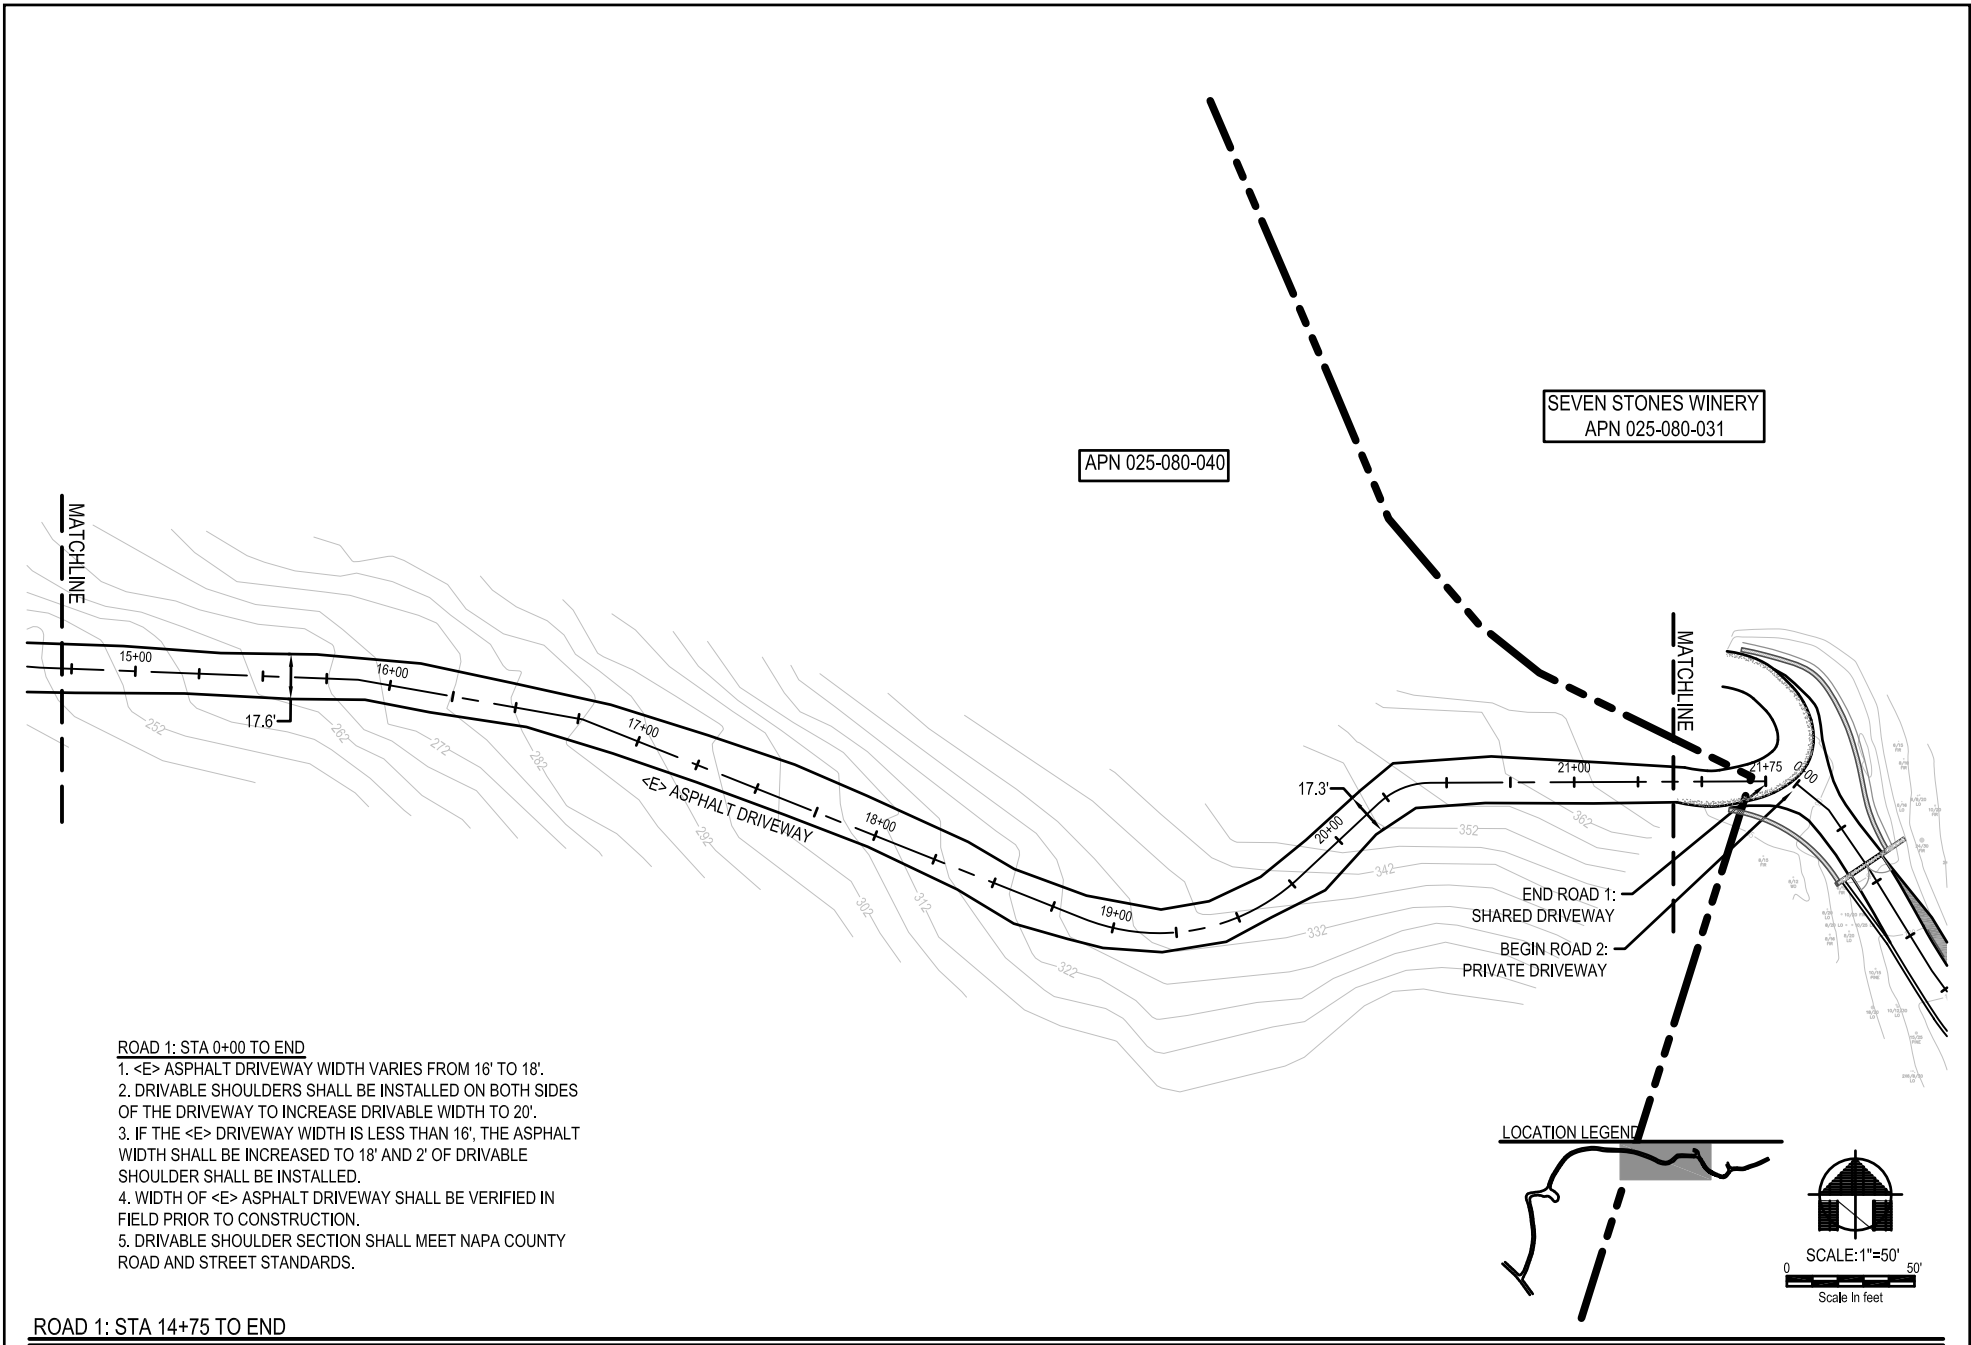 SEVEN STONES WINERY
APN 025-080-031
APN 025-080-040
MATCHLINE
MATCHLINE
15+00
16+00
17+00
18+00
19+00
20+00
21+00
21+75
0+00
17.6'
17.3'
<E> ASPHALT DRIVEWAY
252
262
272
282
292
302
312
322
332
342
352
362
END ROAD 1:
SHARED DRIVEWAY
BEGIN ROAD 2:
PRIVATE DRIVEWAY
ROAD 1: STA 0+00 TO END
1. <E> ASPHALT DRIVEWAY WIDTH VARIES FROM 16' TO 18'.
2. DRIVABLE SHOULDERS SHALL BE INSTALLED ON BOTH SIDES
OF THE DRIVEWAY TO INCREASE DRIVABLE WIDTH TO 20'.
3. IF THE <E> DRIVEWAY WIDTH IS LESS THAN 16', THE ASPHALT
WIDTH SHALL BE INCREASED TO 18' AND 2' OF DRIVABLE
SHOULDER SHALL BE INSTALLED.
4. WIDTH OF <E> ASPHALT DRIVEWAY SHALL BE VERIFIED IN
FIELD PRIOR TO CONSTRUCTION.
5. DRIVABLE SHOULDER SECTION SHALL MEET NAPA COUNTY
ROAD AND STREET STANDARDS.
LOCATION LEGEND
SCALE:1"=50'
0 50'
Scale In feet
ROAD 1: STA 14+75 TO END